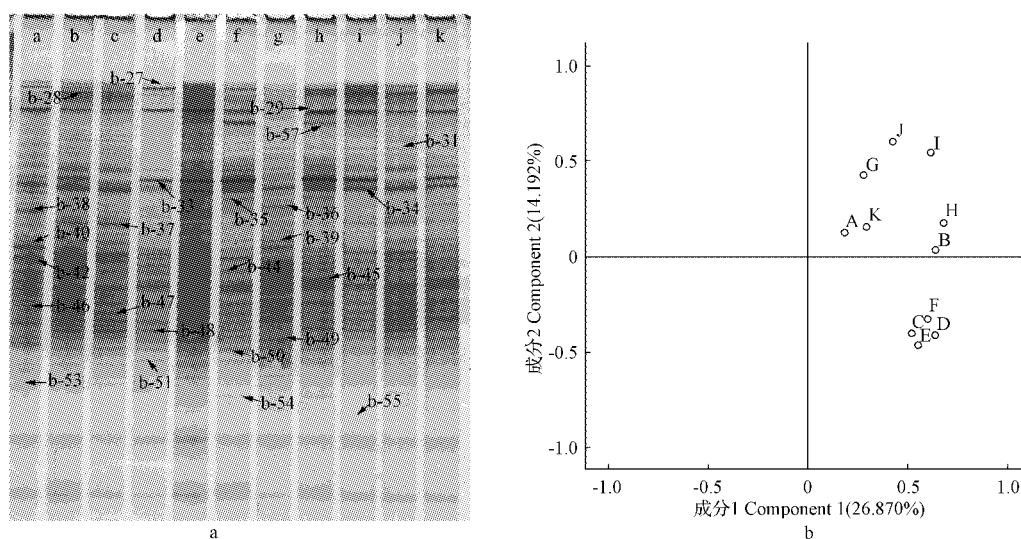 a b c d e f g h i j k
b-27
b-28
b-29
b-57
b-31
b-33
b-38
b-35
b-36
b-34
b-37
b-40
b-39
b-42
b-44
b-45
b-46
b-47
b-48
b-49
b-50
b-53
b-51
b-54
b-55
a
1.0
0.5
0
-0.5
-1.0
成分2 Component 2(14.192%)
J
I
G
H
A
K
B
F
C
D
E
-1.0 -0.5 0 0.5 1.0
成分1 Component 1(26.870%)
b